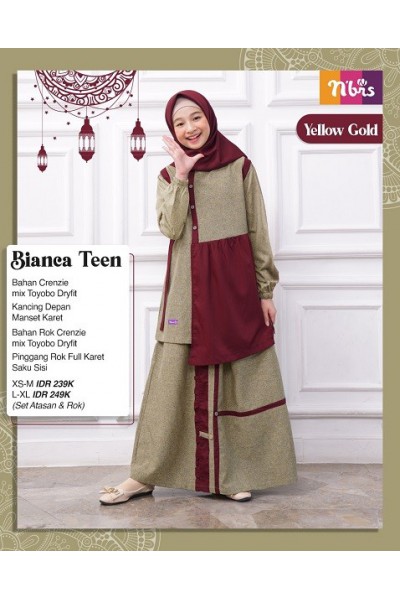 N'brs
Yellow Gold
Bianca Teen
Bahan Crenzie
mix Toyobo Dryfit
Kancing Depan
Manset Karet
Bahan Rok Crenzie
mix Toyobo Dryfit
Pinggang Rok Full Karet
Saku Sisi
XS-M IDR 239K
L-XL IDR 249K
(Set Atasan & Rok)